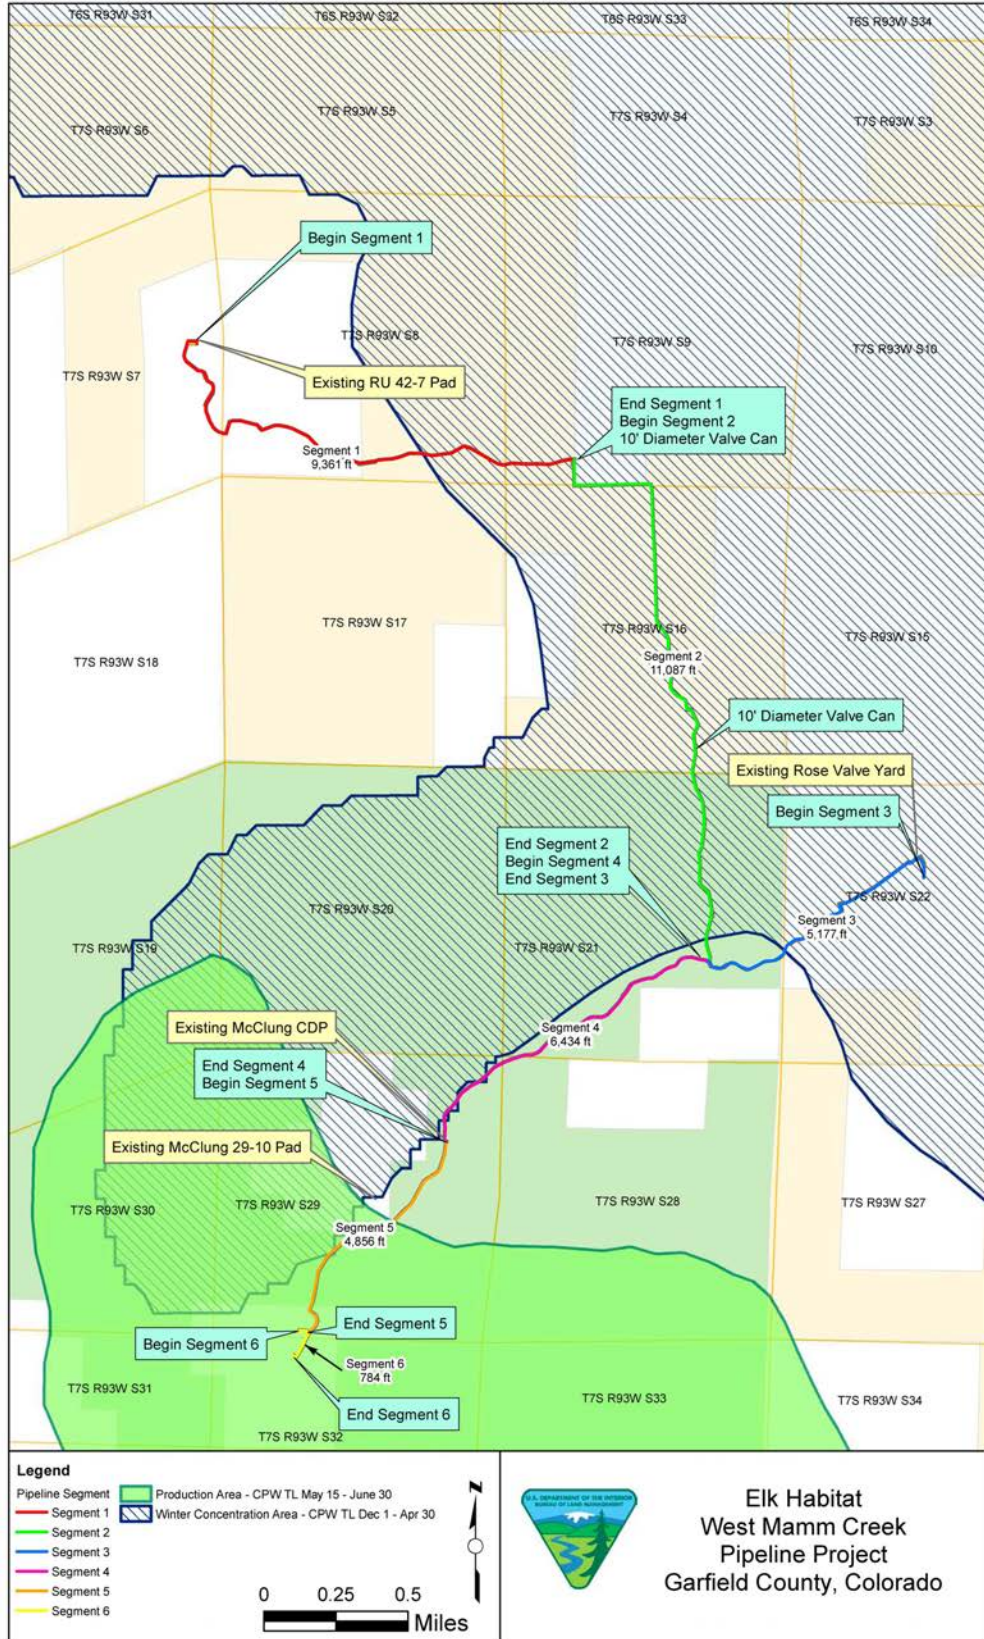 T6S R93W S31
T6S R93W S32
T6S R93W S33
T6S R93W S34
T7S R93W S6
T7S R93W S5
T7S R93W S4
T7S R93W S3
Begin Segment 1
T7S R93W S8
T7S R93W S9
T7S R93W S10
T7S R93W S7
Existing RU 42-7 Pad
End Segment 1
Begin Segment 2
10' Diameter Valve Can
Segment 1
9,361 ft
T7S R93W S17
T7S R93W S16
T7S R93W S15
T7S R93W S18
Segment 2
11,087 ft
10' Diameter Valve Can
Existing Rose Valve Yard
Begin Segment 3
End Segment 2
Begin Segment 4
End Segment 3
T7S R93W S22
T7S R93W S20
Segment 3
5,177 ft
T7S R93W S19
T7S R93W S21
Existing McClung CDP
Segment 4
6,434 ft
End Segment 4
Begin Segment 5
Existing McClung 29-10 Pad
T7S R93W S30
T7S R93W S29
T7S R93W S28
T7S R93W S27
Segment 5
4,856 ft
End Segment 5
Begin Segment 6
Segment 6
784 ft
T7S R93W S31
T7S R93W S33
T7S R93W S34
End Segment 6
T7S R93W S32
Legend
Pipeline Segment
Segment 1
Segment 2
Segment 3
Segment 4
Segment 5
Segment 6
Production Area - CPW TL May 15 - June 30
Winter Concentration Area - CPW TL Dec 1 - Apr 30
N
0 0.25 0.5
Miles
U.S. DEPARTMENT OF THE INTERIOR
BUREAU OF LAND MANAGEMENT
Elk Habitat
West Mamm Creek
Pipeline Project
Garfield County, Colorado